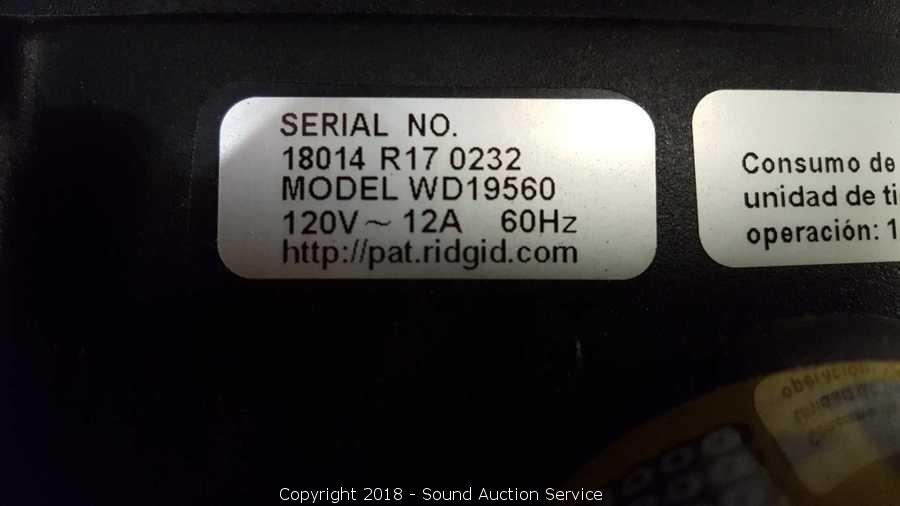 SERIAL NO.
18014 R17 0232
MODEL WD19560
120V ~ 12A 60Hz
http://pat.ridgid.com
Consumo de
unidad de
operación: 1
operación:
Copyright 2018 - Sound Auction Service